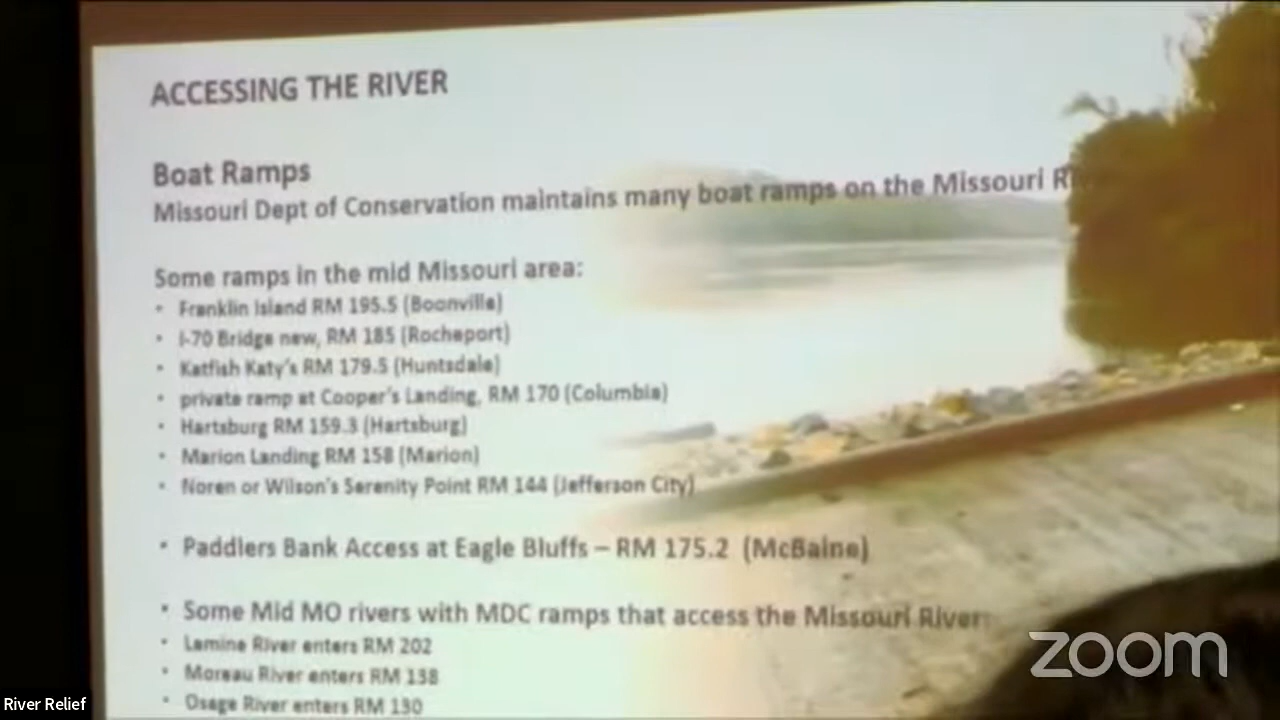 ACCESSING THE RIVER
Boat Ramps
Missouri Dept of Conservation maintains many boat ramps on the Missouri
Some ramps in the mid Missouri area:
• Franklin Island RM 195.5 (Boonville)
• I-70 Bridge new, RM 185 (Rocheport)
• Katfish Katy's RM 179.5 (Huntsdale)
• private ramp at Cooper's Landing, RM 170 (Columbia)
• Hartsburg RM 159.3 (Hartsburg)
• Marion Landing RM 158 (Marion)
• Noren or Wilson's Serenity Point RM 144 (Jefferson City)
• Paddlers Bank Access at Eagle Bluffs – RM 175.2 (McBaine)
• Some Mid MO rivers with MDC ramps that access the Missouri River:
• Lamine River enters RM 202
• Moreau River enters RM 138
• Osage River enters RM 130
zoom
River Relief